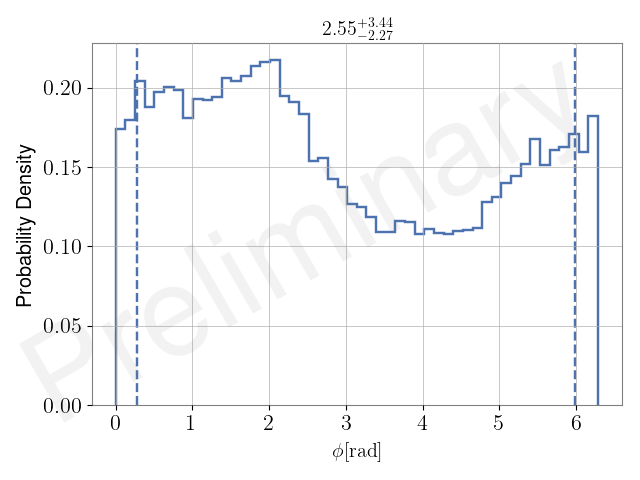 $2.55^{+3.44}_{-2.27}$
0.20
0.15
0.10
0.05
0.00
Probability Density
Preliminary
0 1 2 3 4 5 6
ϕ[rad]